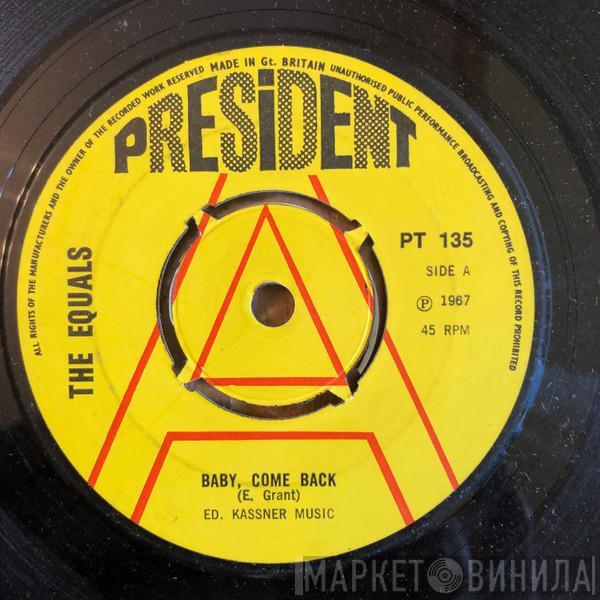 ALL RIGHTS OF THE MANUFACTURERS AND THE OWNER OF THE RECORDED WORK RESERVED MADE IN Gt. BRITAIN UNAUTHORISED PUBLIC PERFORMANCE BROADCASTING AND COPYING OF THIS RECORD PROHIBITED
PRESiDENT
THE EQUALS
A
PT 135
SIDE A
℗ 1967
45 RPM
BABY, COME BACK
(E. Grant)
ED. KASSNER MUSIC
МАРКЕТ ВИНИЛА